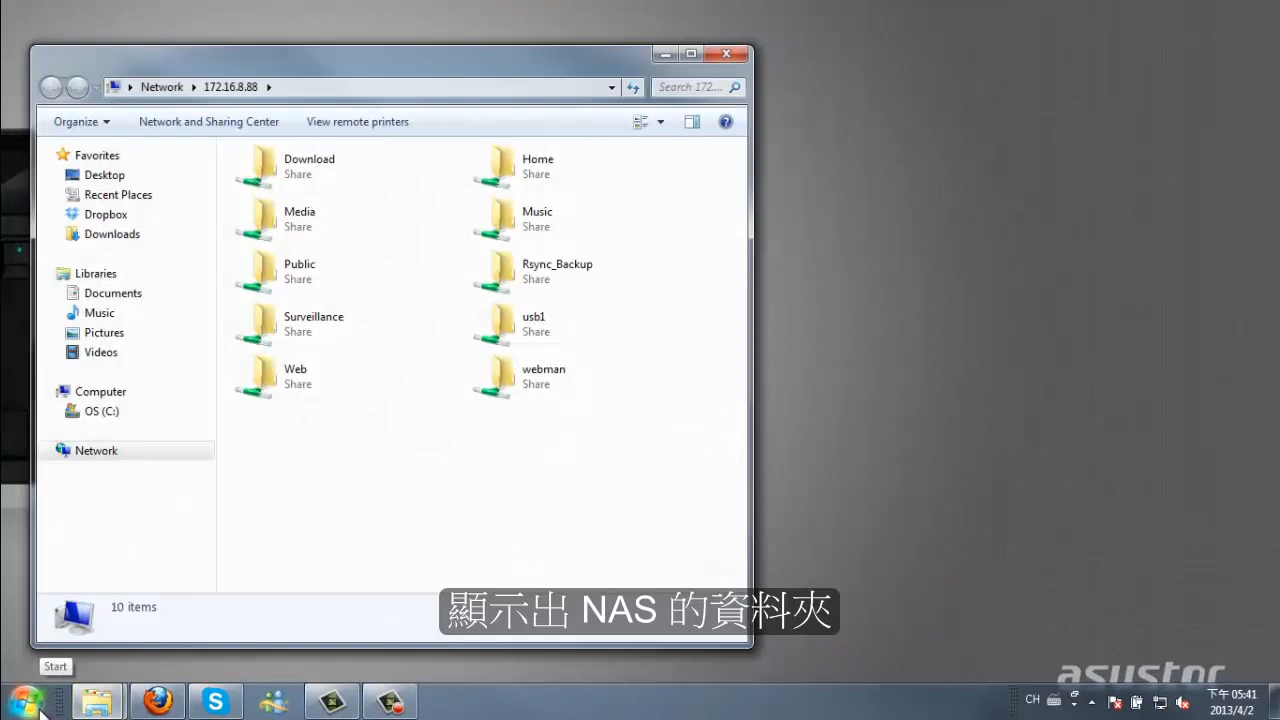 Network 172.16.8.88
Search 172....
Organize Network and Sharing Center View remote printers
Favorites
Desktop
Recent Places
Dropbox
Downloads
Libraries
Documents
Music
Pictures
Videos
Computer
OS (C:)
Network
Download
Share
Home
Share
Media
Share
Music
Share
Public
Share
Rsync_Backup
Share
Surveillance
Share
usb1
Share
Web
Share
webman
Share
10 items
顯示出 NAS 的資料夾
Start
asustor
CH
下午 05:41
2013/4/2